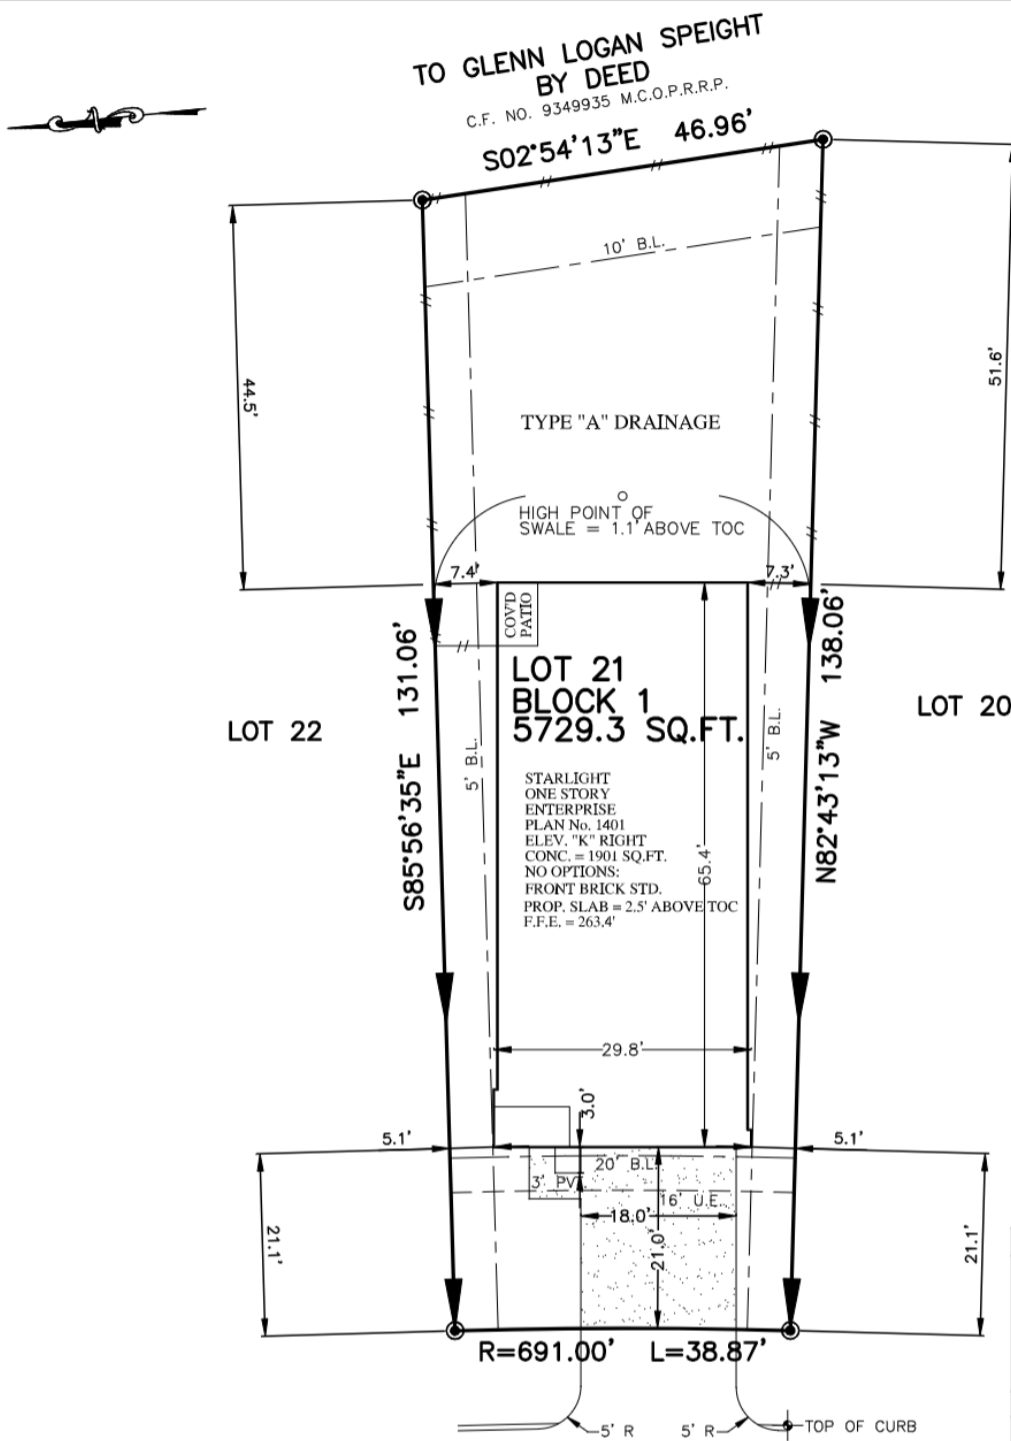 TO GLENN LOGAN SPEIGHT
BY DEED
C.F. NO. 9349935 M.C.O.P.R.R.P.
S02°54'13"E 46.96'
10' B.L.
44.5'
51.6'
TYPE "A" DRAINAGE
HIGH POINT OF
SWALE = 1.1' ABOVE TOC
7.4'
7.3'
COV'D
PATIO
LOT 21
BLOCK 1
5729.3 SQ.FT.
LOT 22
LOT 20
S85°56'35"E 131.06'
N82°43'13"W 138.06'
5' B.L.
5' B.L.
STARLIGHT
ONE STORY
ENTERPRISE
PLAN No. 1401
ELEV. "K" RIGHT
CONC. = 1901 SQ.FT.
NO OPTIONS:
FRONT BRICK STD.
PROP. SLAB = 2.5' ABOVE TOC
F.F.E. = 263.4'
65.4'
29.8'
3.0'
5.1'
5.1'
20' B.L.
3' PVT.
16' U.E.
18.0'
21.0'
21.1'
21.1'
R=691.00' L=38.87'
5' R
5' R
TOP OF CURB